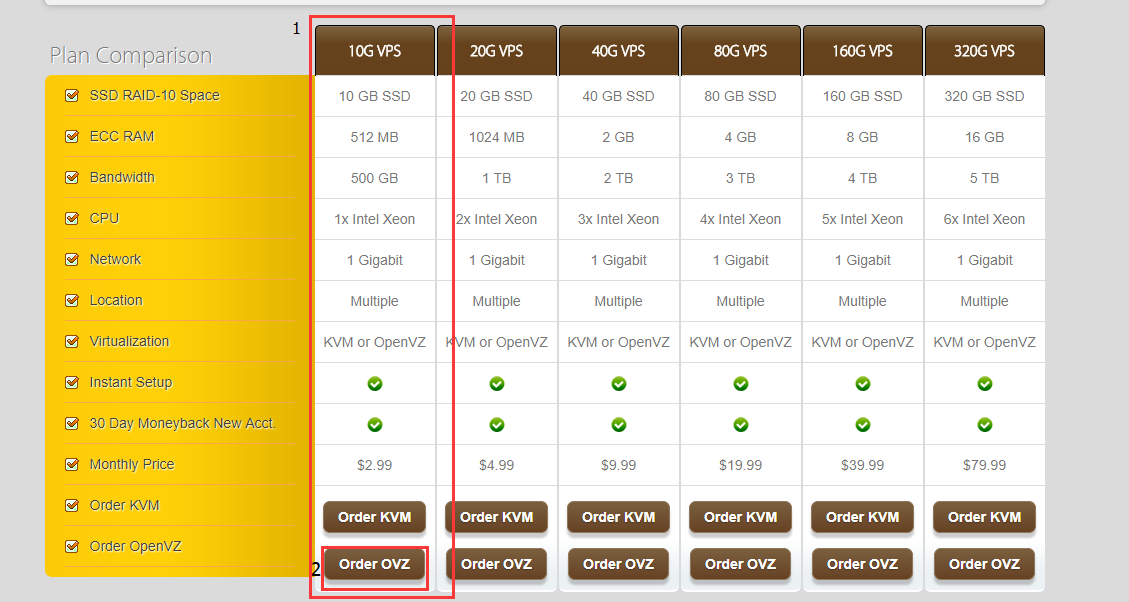 1
10G VPS 20G VPS 40G VPS 80G VPS 160G VPS 320G VPS
Plan Comparison
SSD RAID-10 Space 10 GB SSD 20 GB SSD 40 GB SSD 80 GB SSD 160 GB SSD 320 GB SSD
ECC RAM 512 MB 1024 MB 2 GB 4 GB 8 GB 16 GB
Bandwidth 500 GB 1 TB 2 TB 3 TB 4 TB 5 TB
CPU 1x Intel Xeon 2x Intel Xeon 3x Intel Xeon 4x Intel Xeon 5x Intel Xeon 6x Intel Xeon
Network 1 Gigabit 1 Gigabit 1 Gigabit 1 Gigabit 1 Gigabit 1 Gigabit
Location Multiple Multiple Multiple Multiple Multiple Multiple
Virtualization KVM or OpenVZ KVM or OpenVZ KVM or OpenVZ KVM or OpenVZ KVM or OpenVZ KVM or OpenVZ
Instant Setup
30 Day Moneyback New Acct.
Monthly Price $2.99 $4.99 $9.99 $19.99 $39.99 $79.99
Order KVM Order KVM Order KVM Order KVM Order KVM Order KVM Order KVM
Order OpenVZ 2 Order OVZ Order OVZ Order OVZ Order OVZ Order OVZ Order OVZ